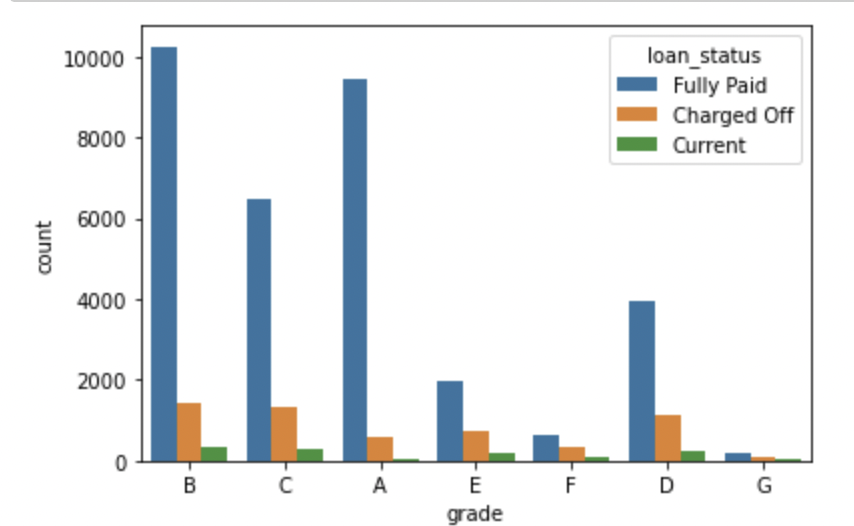 loan_status
Fully Paid
Charged Off
Current
10000
8000
6000
4000
2000
0
count
B C A E F D G
grade